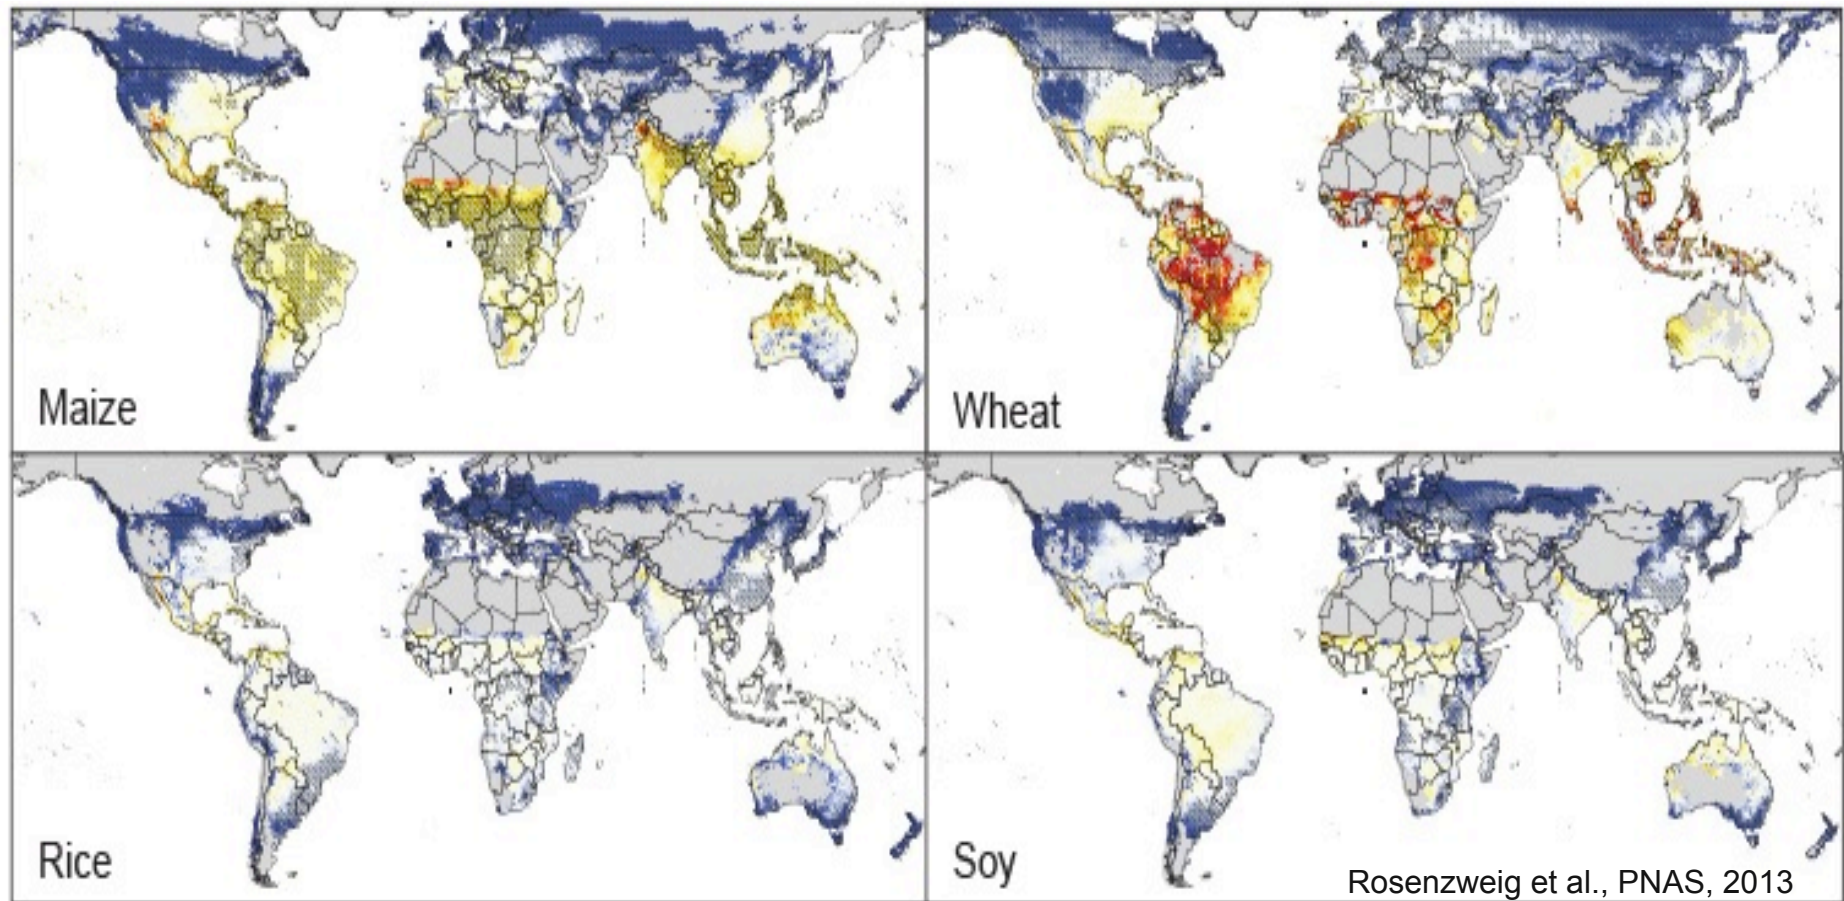 Maize
Wheat
Rice
Soy
Rosenzweig et al., PNAS, 2013